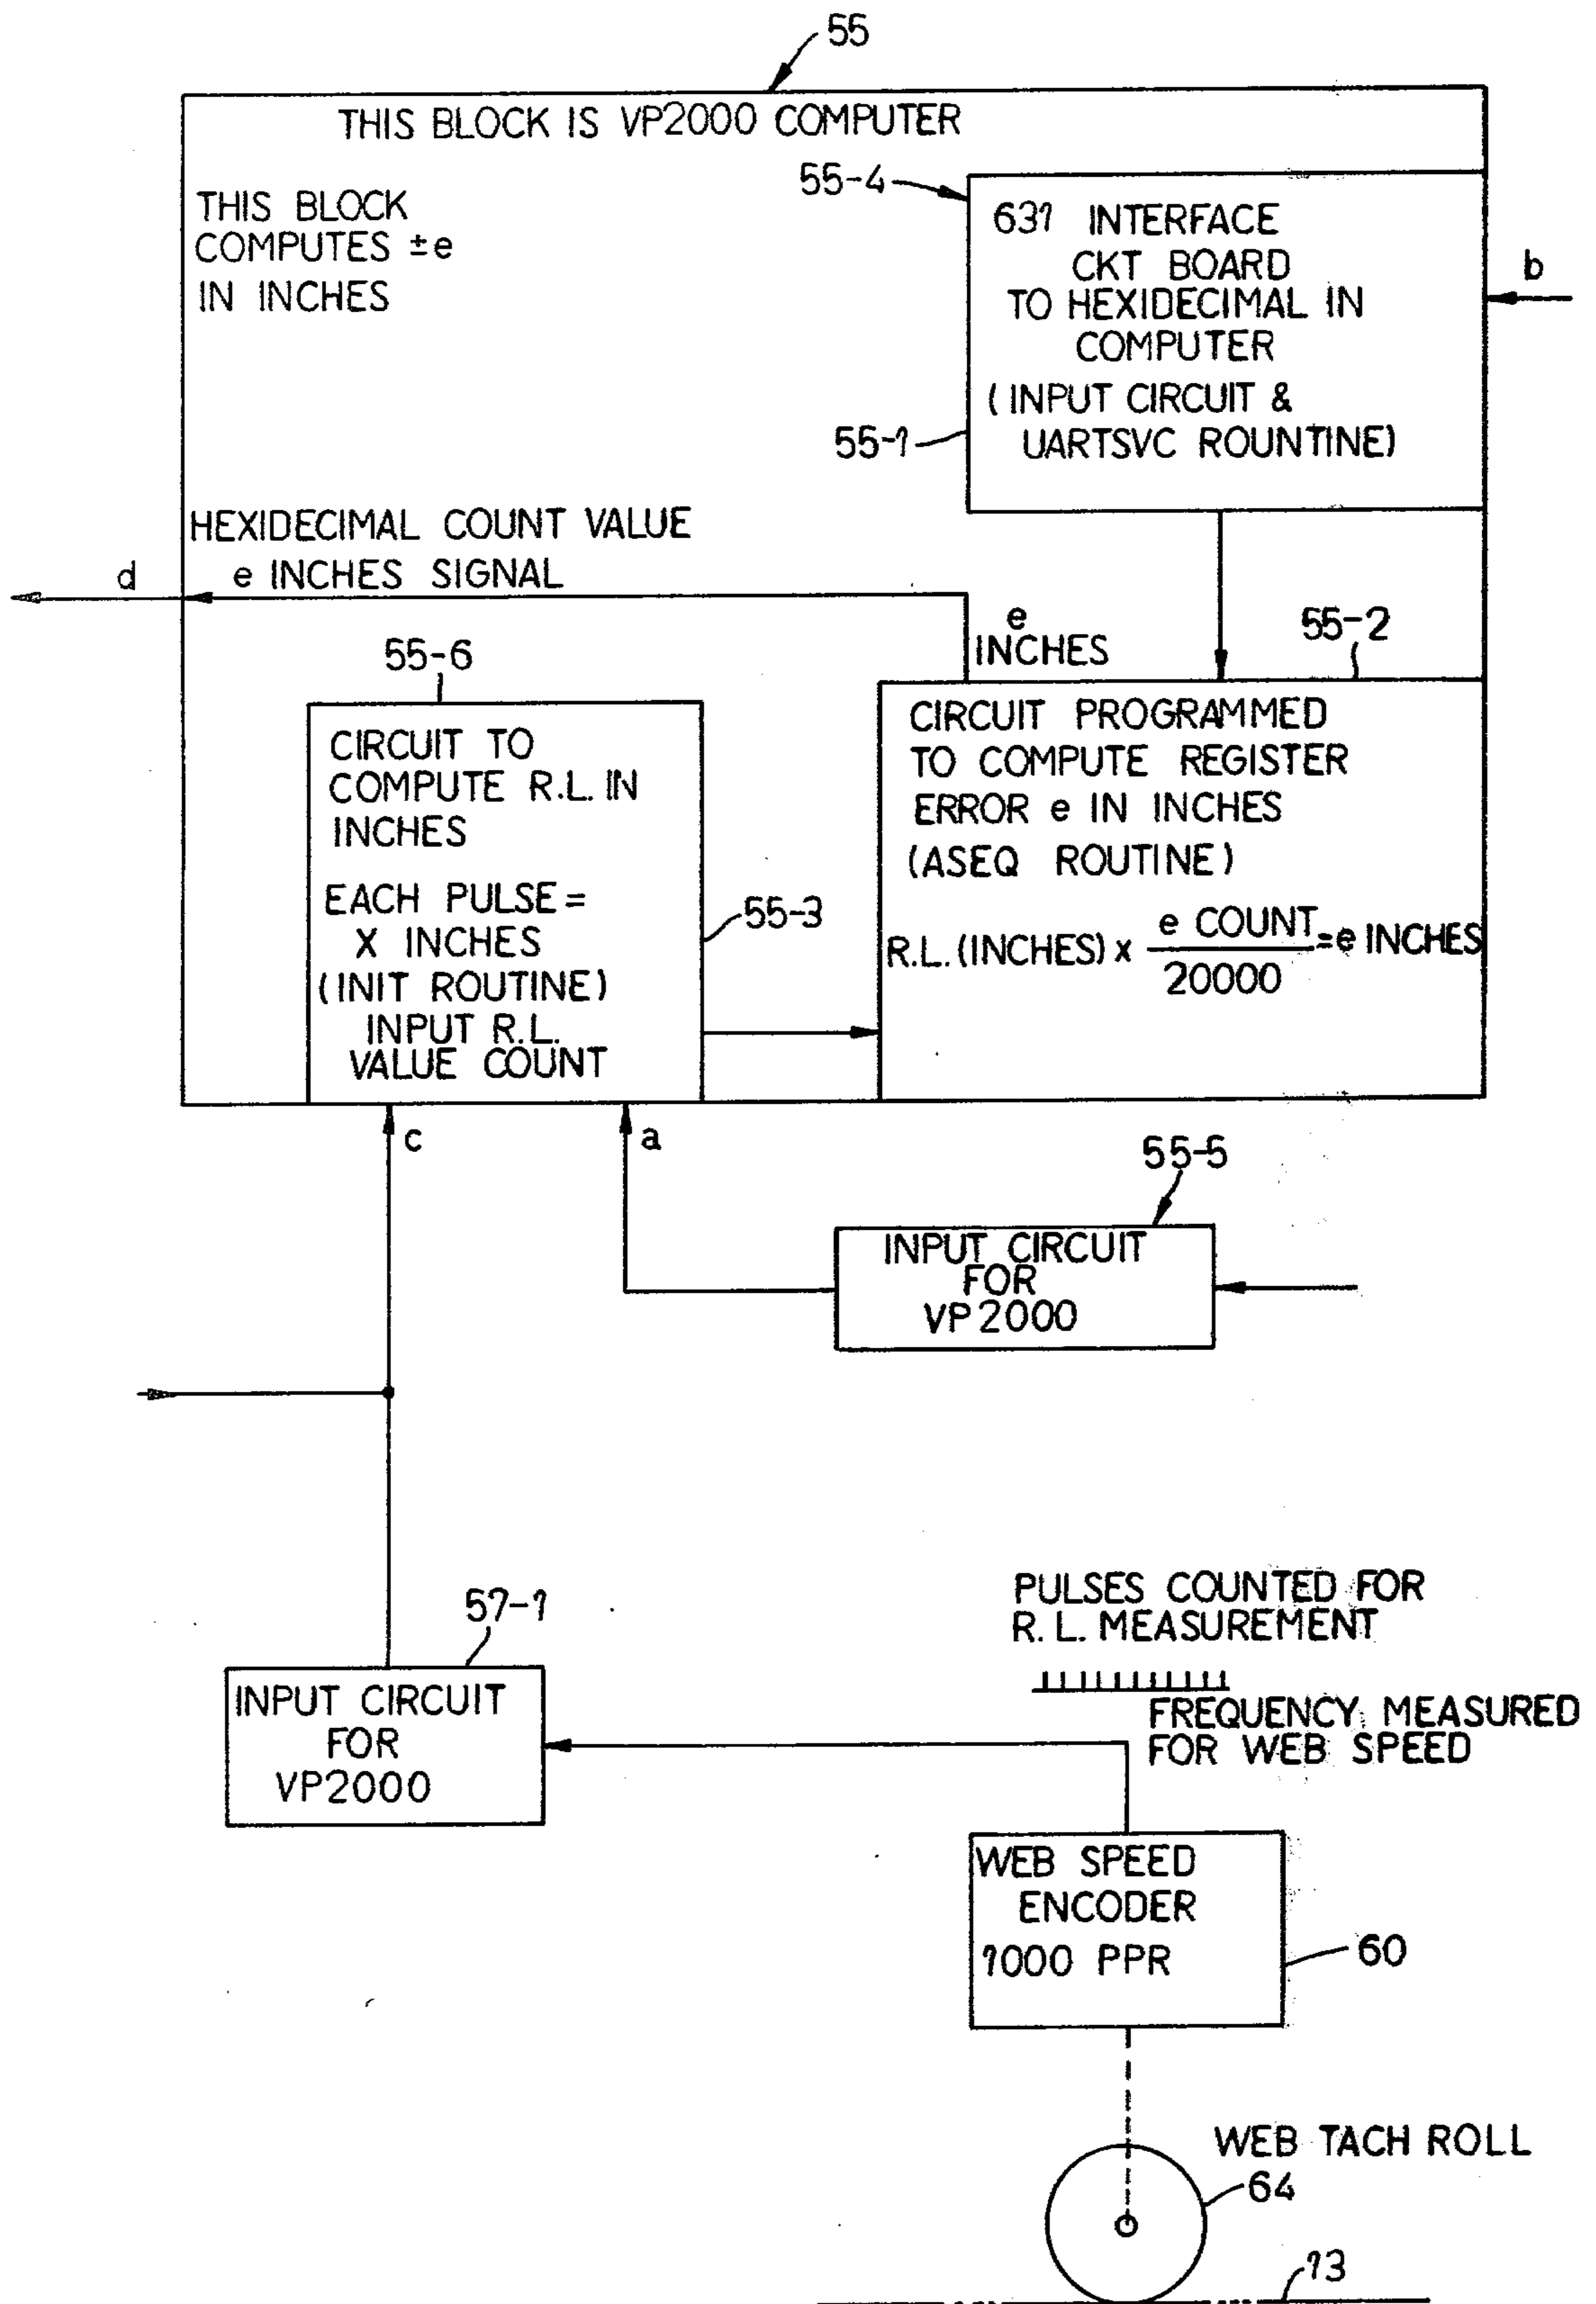 55
THIS BLOCK IS VP2000 COMPUTER
THIS BLOCK
COMPUTES ±e
IN INCHES
55-4
631 INTERFACE
CKT BOARD
TO HEXIDECIMAL IN
COMPUTER
(INPUT CIRCUIT &
UARTSVC ROUNTINE)
b
55-1
HEXIDECIMAL COUNT VALUE
d
e INCHES SIGNAL
e
INCHES
55-2
55-6
CIRCUIT TO
COMPUTE R.L. IN
INCHES
EACH PULSE =
X INCHES
(INIT ROUTINE)
INPUT R.L.
VALUE COUNT
55-3
CIRCUIT PROGRAMMED
TO COMPUTE REGISTER
ERROR e IN INCHES
(ASEQ ROUTINE)
R.L. (INCHES) x e COUNT = e INCHES
20000
c
a
55-5
INPUT CIRCUIT
FOR
VP2000
57-1
INPUT CIRCUIT
FOR
VP2000
PULSES COUNTED FOR
R.L. MEASUREMENT
FREQUENCY MEASURED
FOR WEB SPEED
WEB SPEED
ENCODER
1000 PPR
60
WEB TACH ROLL
64
13